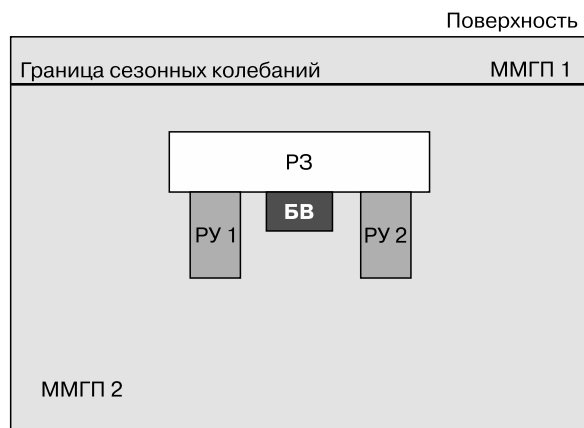 Поверхность
Граница сезонных колебаний ММГП 1
РЗ
БВ
РУ 1 РУ 2
ММГП 2